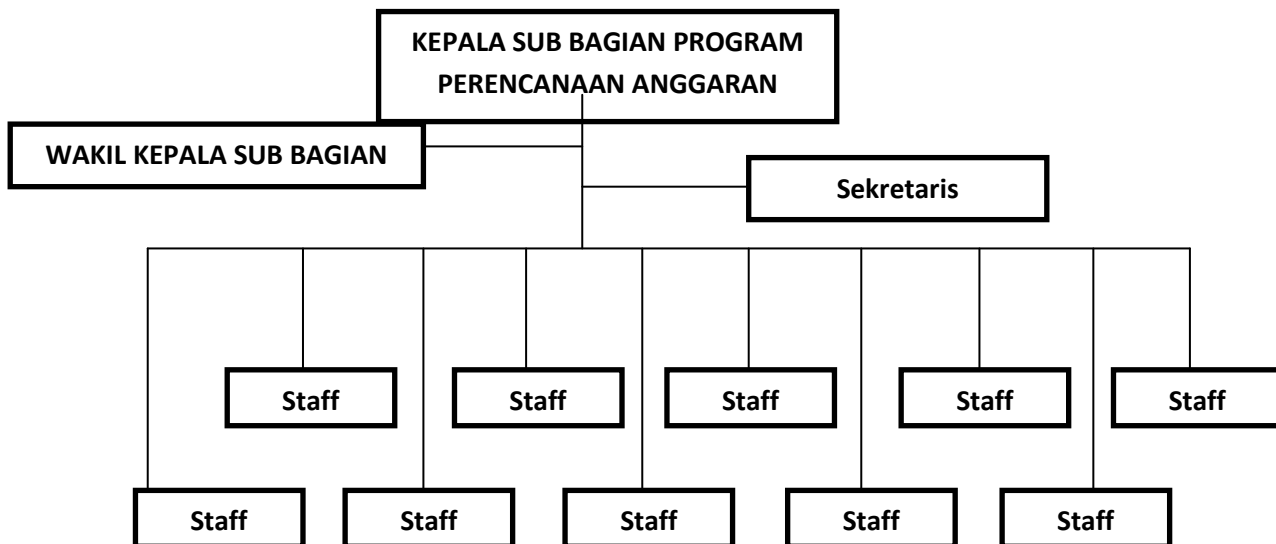 KEPALA SUB BAGIAN PROGRAM
PERENCANAAN ANGGARAN
WAKIL KEPALA SUB BAGIAN
Sekretaris
Staff
Staff
Staff
Staff
Staff
Staff
Staff
Staff
Staff
Staff